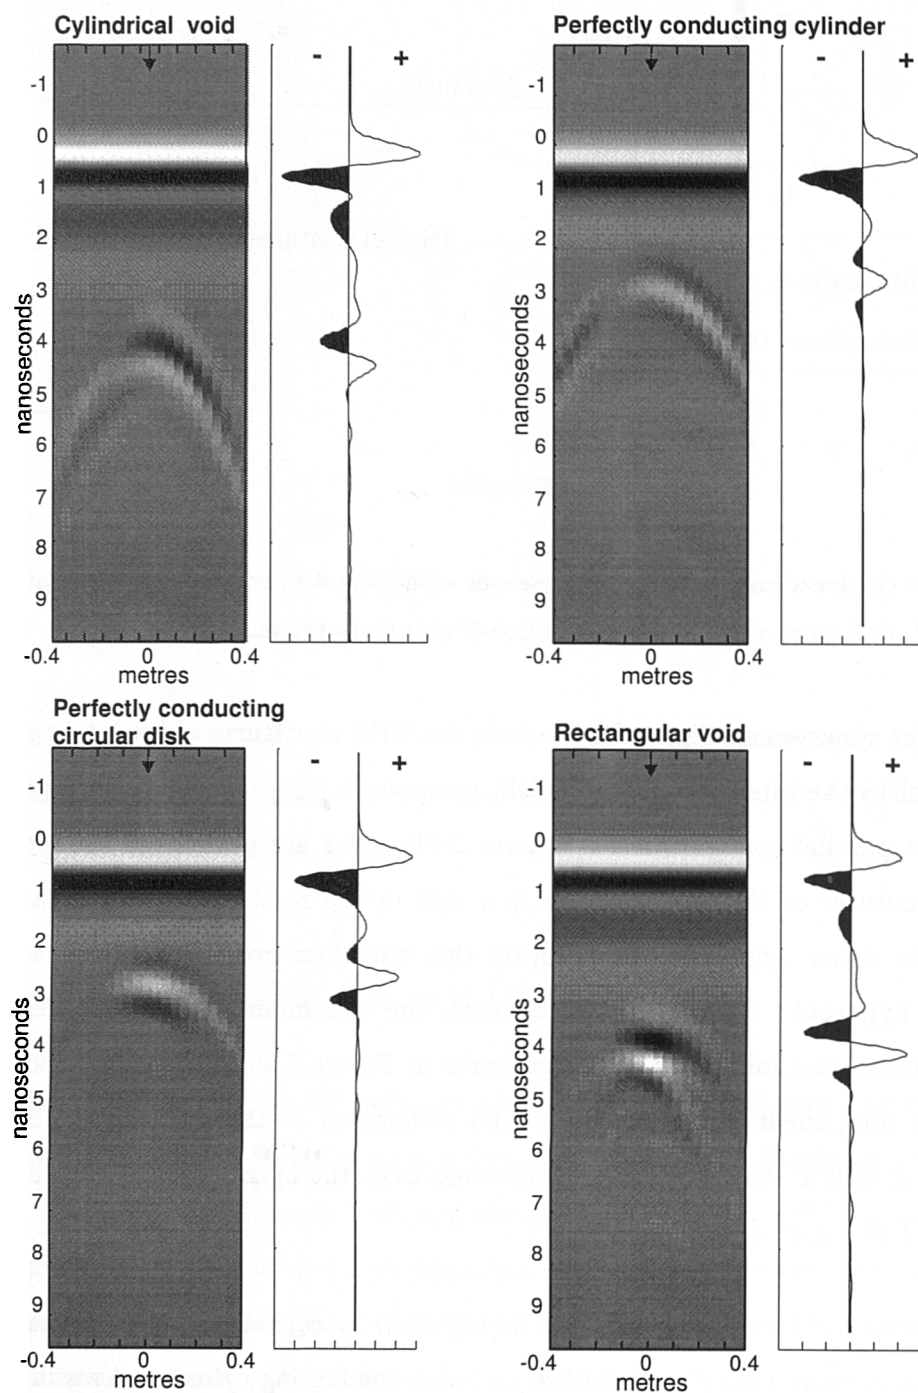 Cylindrical void
- +
-1
0
1
2
3
4
5
6
7
8
9
nanoseconds
-0.4 0 0.4
metres
Perfectly conducting cylinder
- +
-1
0
1
2
3
4
5
6
7
8
9
nanoseconds
-0.4 0 0.4
metres
Perfectly conducting
circular disk
- +
-1
0
1
2
3
4
5
6
7
8
9
nanoseconds
-0.4 0 0.4
metres
Rectangular void
- +
-1
0
1
2
3
4
5
6
7
8
9
nanoseconds
-0.4 0 0.4
metres